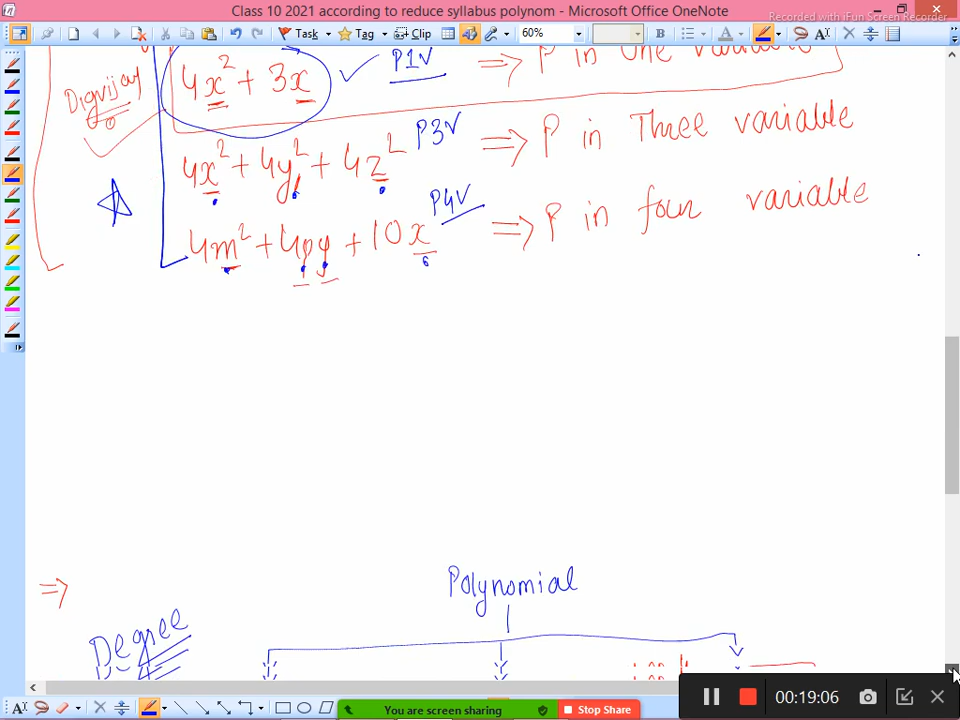 Class 10 2021 according to reduce syllabus polynom - Microsoft Office OneNote
Recorded with iFun Screen Recorder
Task Tag Clip 60% B A
4x² + 3x P1V ⇒ P in One variable
Digvijay
4x² + 4y² + 4z² P3V ⇒ P in Three variable
4m² + 4py + 10x P4V ⇒ P in four variable
⇒ Polynomial
Degree
You are screen sharing Stop Share
00:19:06